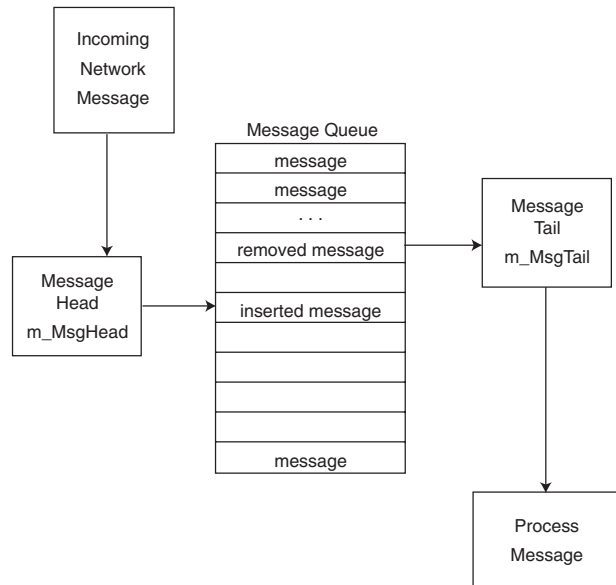 Incoming
Network
Message
Message Queue
message
message
. . .
removed message
inserted message
message
Message
Head
m_MsgHead
Message
Tail
m_MsgTail
Process
Message